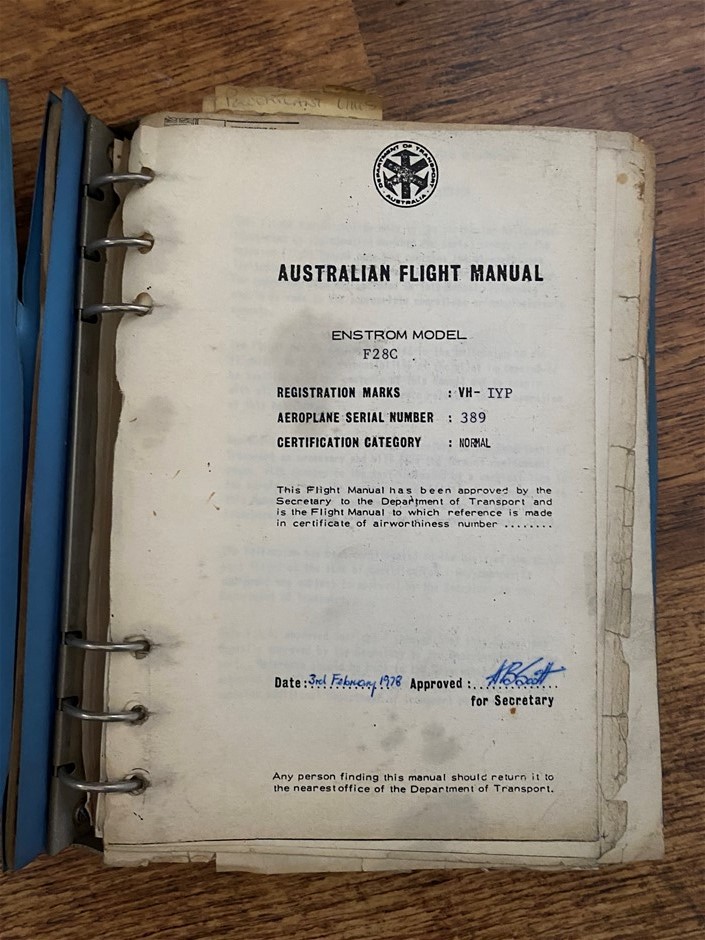 DEPARTMENT OF TRANSPORT
AUSTRALIA
AUSTRALIAN FLIGHT MANUAL
ENSTROM MODEL
F28C
REGISTRATION MARKS : VH- IYP
AEROPLANE SERIAL NUMBER : 389
CERTIFICATION CATEGORY : NORMAL
This Flight Manual has been approved by the
Secretary to the Department of Transport and
is the Flight Manual to which reference is made
in certificate of airworthiness number ........
Date: 3rd February 1978 Approved :
for Secretary
Any person finding this manual should return it to
the nearest office of the Department of Transport.